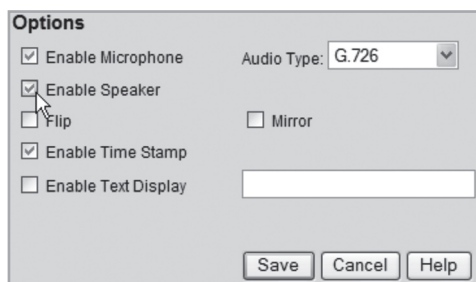 Options
Enable Microphone Audio Type: G.726
Enable Speaker
Flip Mirror
Enable Time Stamp
Enable Text Display
Save Cancel Help